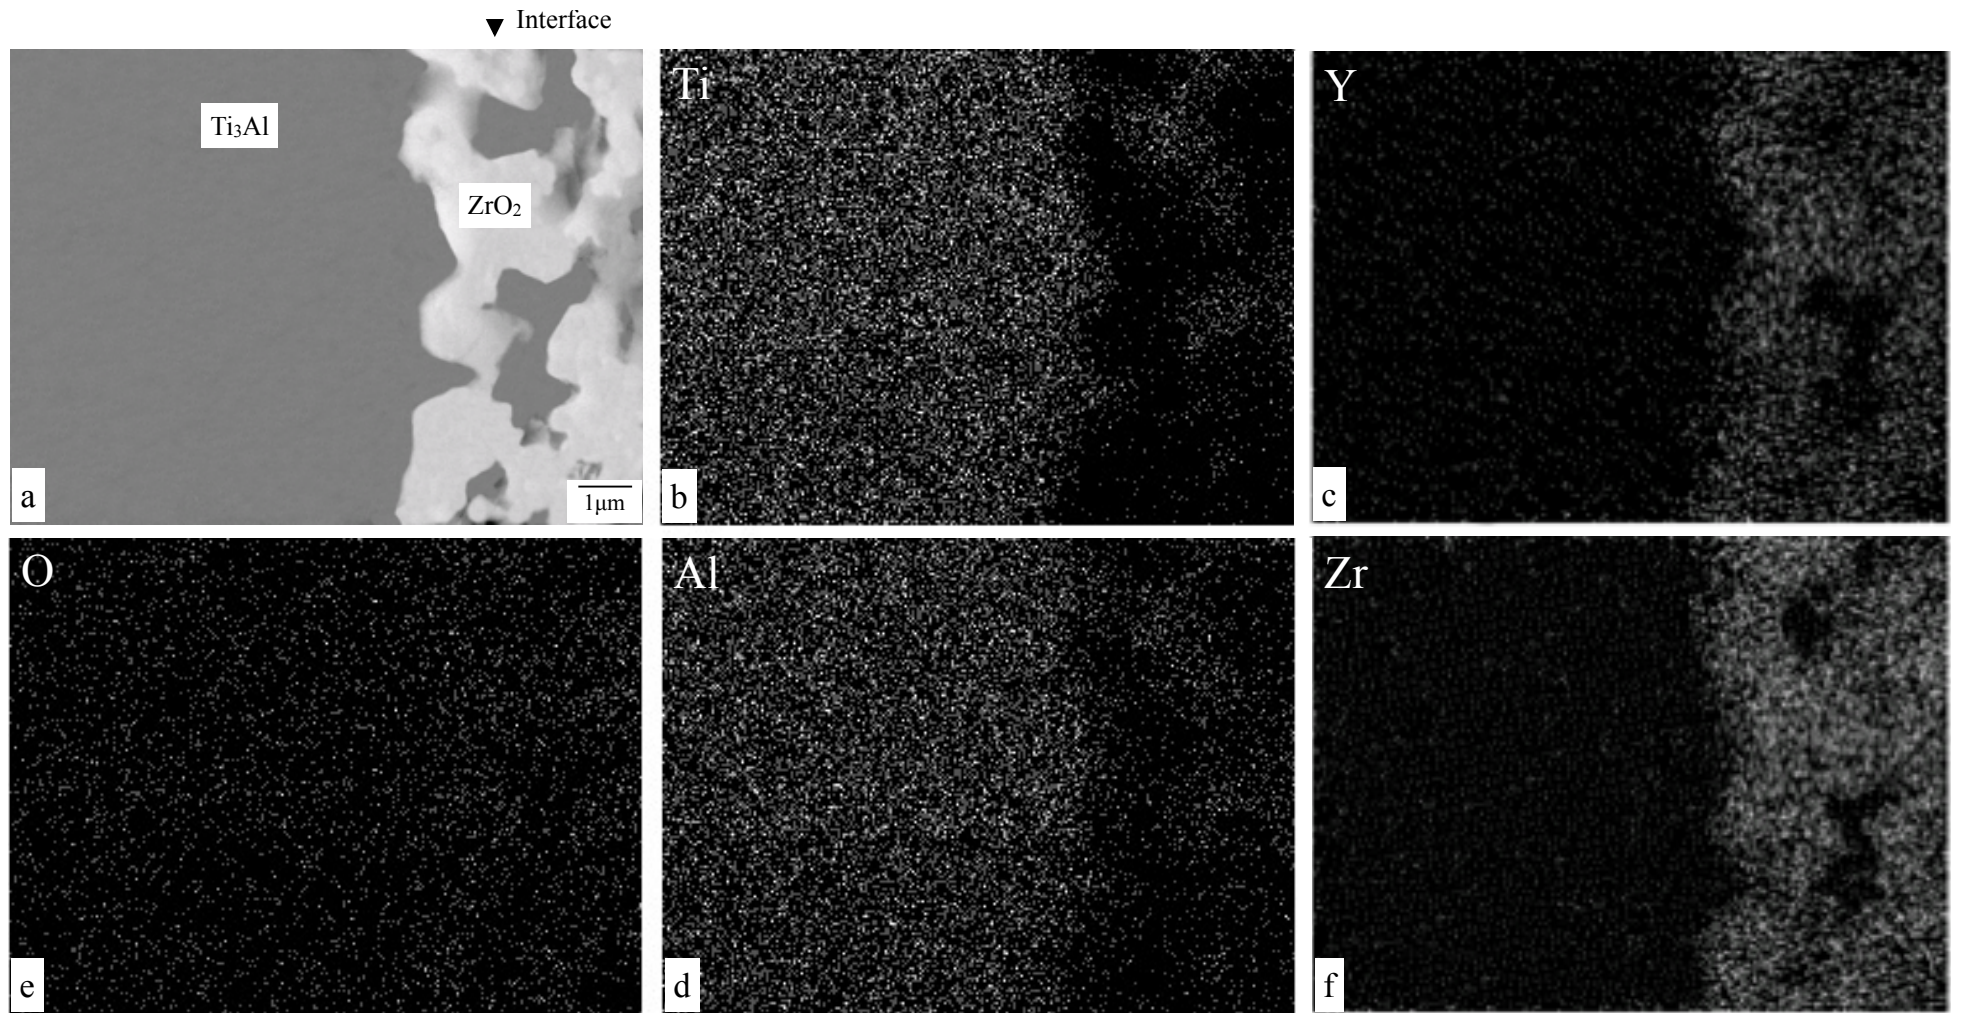 ▼ Interface
Ti₃Al
ZrO₂
a
1μm
Ti
b
Y
c
O
e
Al
d
Zr
f